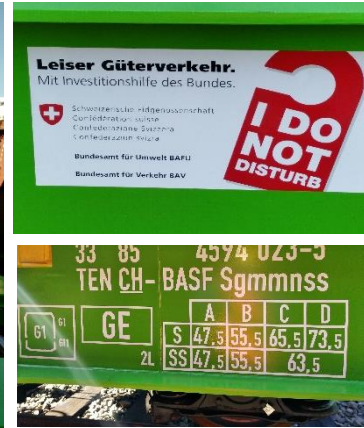 Leiser Güterverkehr.
Mit Investitionshilfe des Bundes.
Schweizerische Eidgenossenschaft
Confédération suisse
Confederazione Svizzera
Confederaziun svizra
Bundesamt für Umwelt BAFU
Bundesamt für Verkehr BAV
I DO
NOT
DISTURB
33 85 4594 023-5
TEN CH- BASF Sgmmnss
G1 G1 GE
A B C D
S 47,5 55,5 65,5 73,5
2L SS 47,5 55,5 63,5